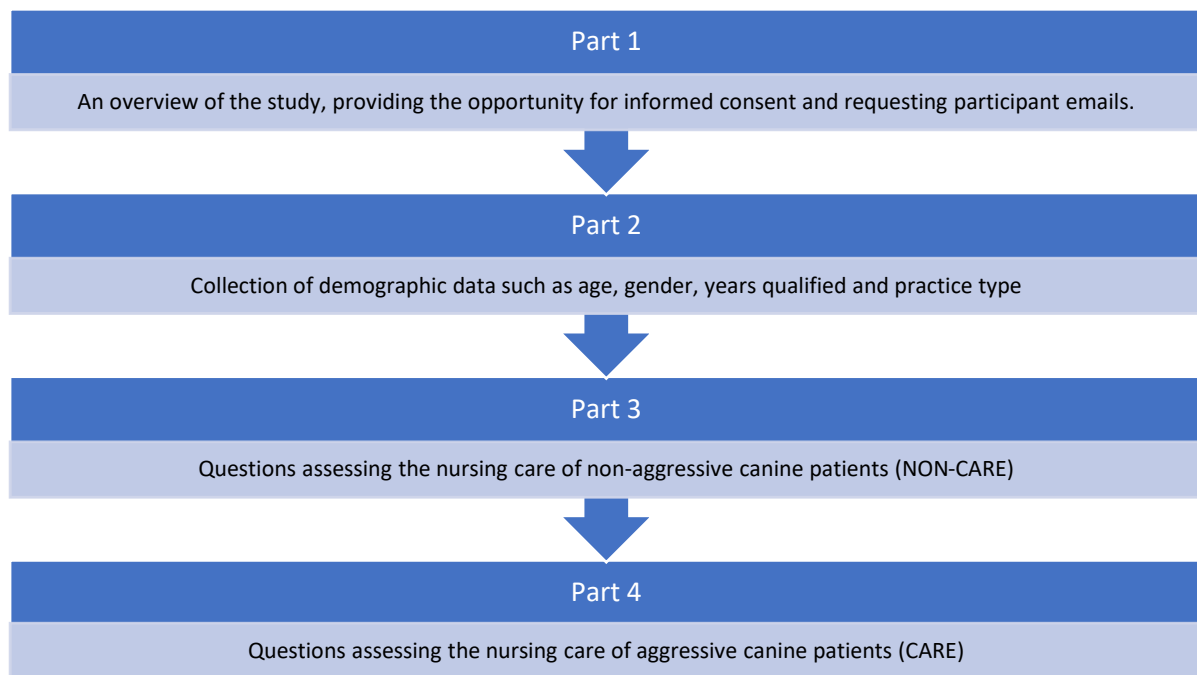 Part 1
An overview of the study, providing the opportunity for informed consent and requesting participant emails.
Part 2
Collection of demographic data such as age, gender, years qualified and practice type
Part 3
Questions assessing the nursing care of non-aggressive canine patients (NON-CARE)
Part 4
Questions assessing the nursing care of aggressive canine patients (CARE)